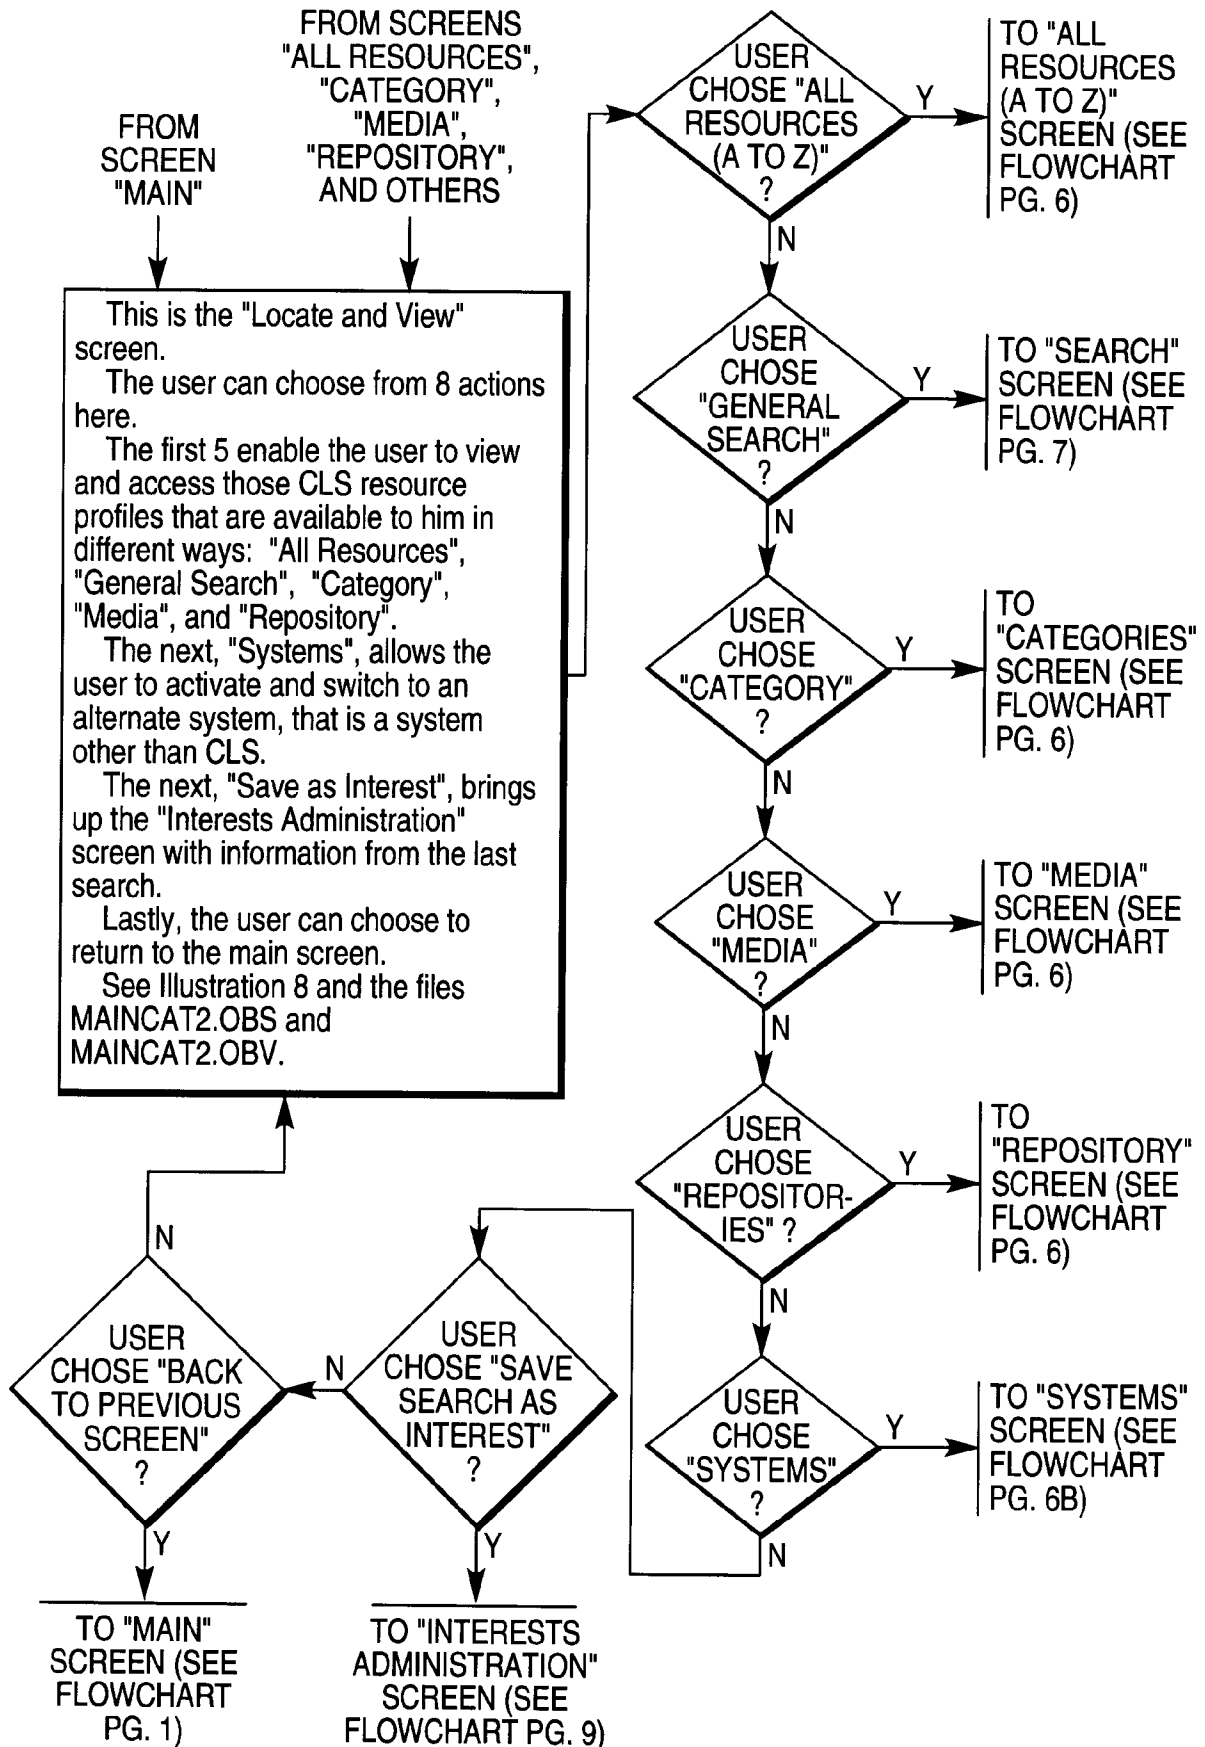 FROM
SCREEN
"MAIN"
FROM SCREENS
"ALL RESOURCES",
"CATEGORY",
"MEDIA",
"REPOSITORY",
AND OTHERS
This is the "Locate and View"
screen.
The user can choose from 8 actions
here.
The first 5 enable the user to view
and access those CLS resource
profiles that are available to him in
different ways: "All Resources",
"General Search", "Category",
"Media", and "Repository".
The next, "Systems", allows the
user to activate and switch to an
alternate system, that is a system
other than CLS.
The next, "Save as Interest", brings
up the "Interests Administration"
screen with information from the last
search.
Lastly, the user can choose to
return to the main screen.
See Illustration 8 and the files
MAINCAT2.OBS and
MAINCAT2.OBV.
USER
CHOSE "ALL
RESOURCES
(A TO Z)"
?
Y
TO "ALL
RESOURCES
(A TO Z)"
SCREEN (SEE
FLOWCHART
PG. 6)
N
USER
CHOSE
"GENERAL
SEARCH"
?
Y
TO "SEARCH"
SCREEN (SEE
FLOWCHART
PG. 7)
N
USER
CHOSE
"CATEGORY"
?
Y
TO
"CATEGORIES"
SCREEN (SEE
FLOWCHART
PG. 6)
N
USER
CHOSE
"MEDIA"
?
Y
TO "MEDIA"
SCREEN (SEE
FLOWCHART
PG. 6)
N
USER
CHOSE
"REPOSITOR-
IES" ?
Y
TO
"REPOSITORY"
SCREEN (SEE
FLOWCHART
PG. 6)
N
USER
CHOSE
"SYSTEMS"
?
Y
TO "SYSTEMS"
SCREEN (SEE
FLOWCHART
PG. 6B)
N
USER
CHOSE "SAVE
SEARCH AS
INTEREST"
?
Y
TO "INTERESTS
ADMINISTRATION"
SCREEN (SEE
FLOWCHART PG. 9)
N
USER
CHOSE "BACK
TO PREVIOUS
SCREEN"
?
N
Y
TO "MAIN"
SCREEN (SEE
FLOWCHART
PG. 1)